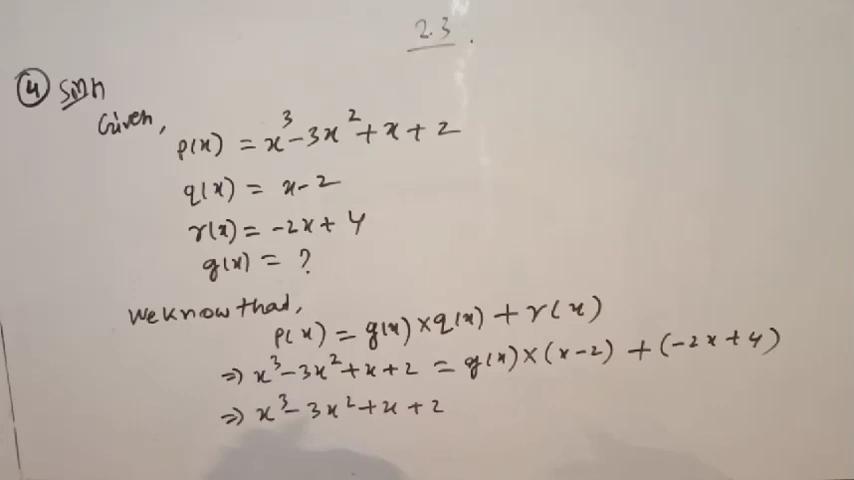 2.3.
④ Solⁿ
Given,
p(x) = x³-3x²+x+2
q(x) = x-2
r(x) = -2x+4
g(x) = ?
We know that,
p(x) = g(x)×q(x)+r(x)
⇒ x³-3x²+x+2 = g(x)×(x-2)+(-2x+4)
⇒ x³-3x²+x+2